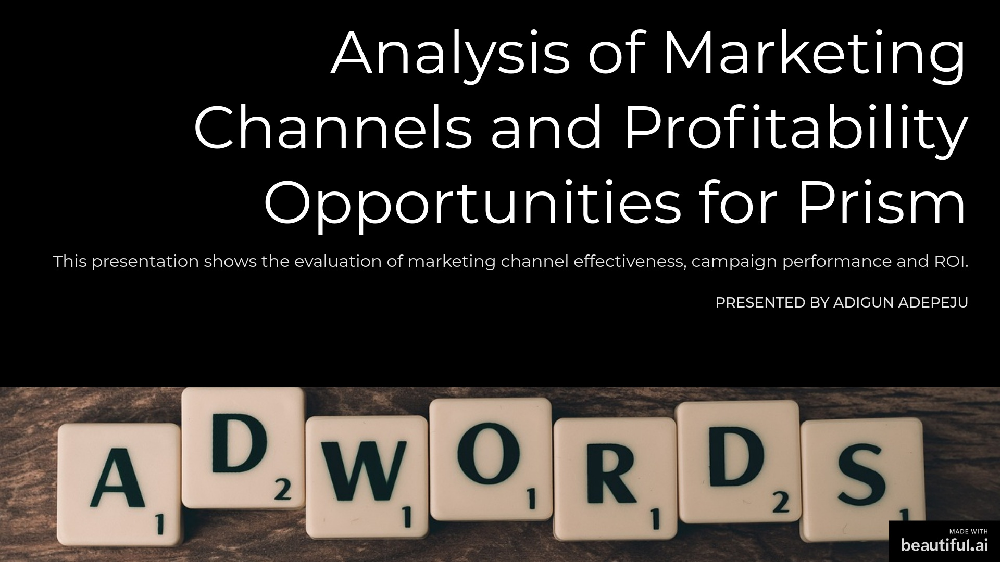 Analysis of Marketing
Channels and Profitability
Opportunities for Prism
This presentation shows the evaluation of marketing channel effectiveness, campaign performance and ROI.
PRESENTED BY ADIGUN ADEPEJU
A1 D2 W1 O1 R1 D2 S1
MADE WITH
beautiful.ai